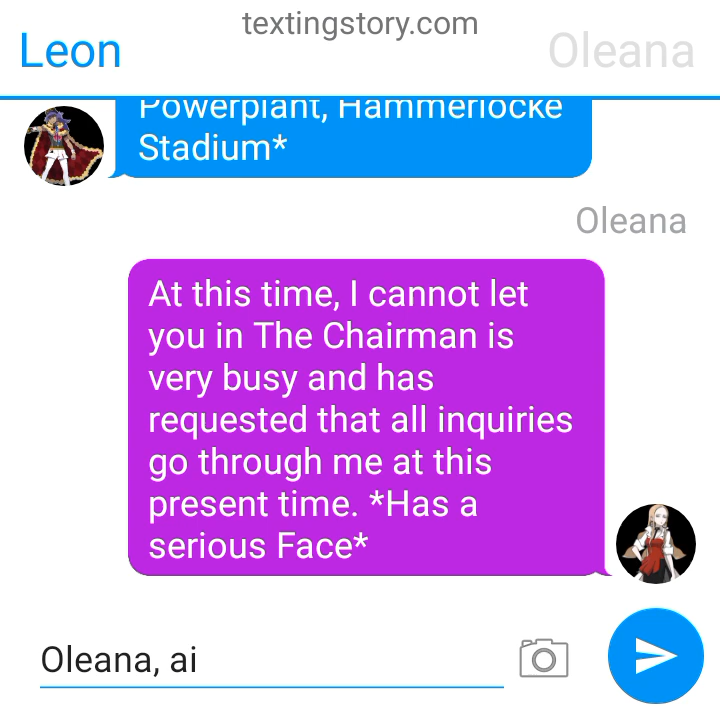 textingstory.com
Leon
Oleana
Powerplant, Hammerlocke
Stadium*
Oleana
At this time, I cannot let
you in The Chairman is
very busy and has
requested that all inquiries
go through me at this
present time. *Has a
serious Face*
Oleana, ai